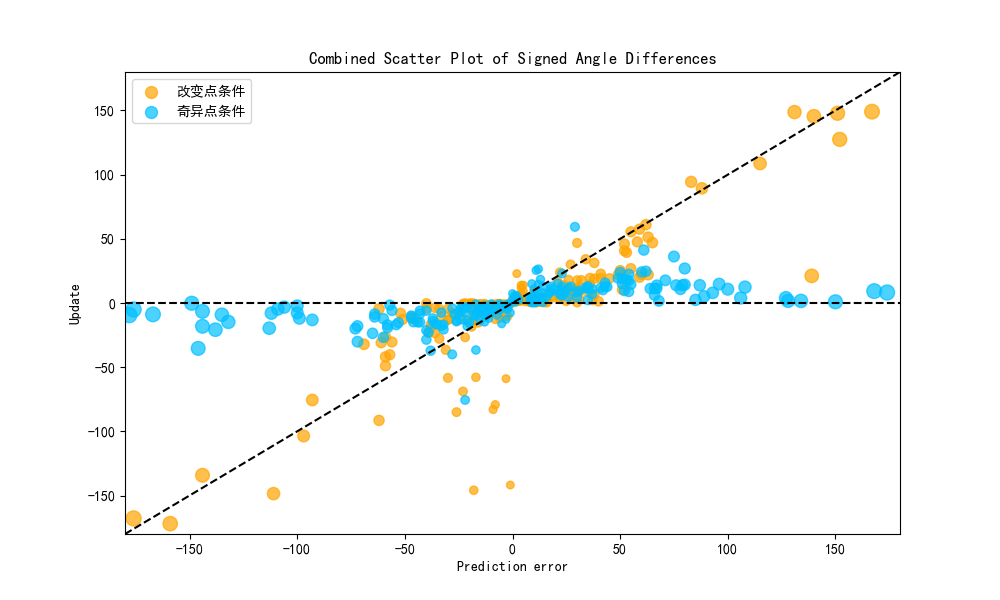 Combined Scatter Plot of Signed Angle Differences
改变点条件
奇异点条件
150
100
50
0
−50
−100
−150
Update
−150
−100
−50
0
50
100
150
Prediction error